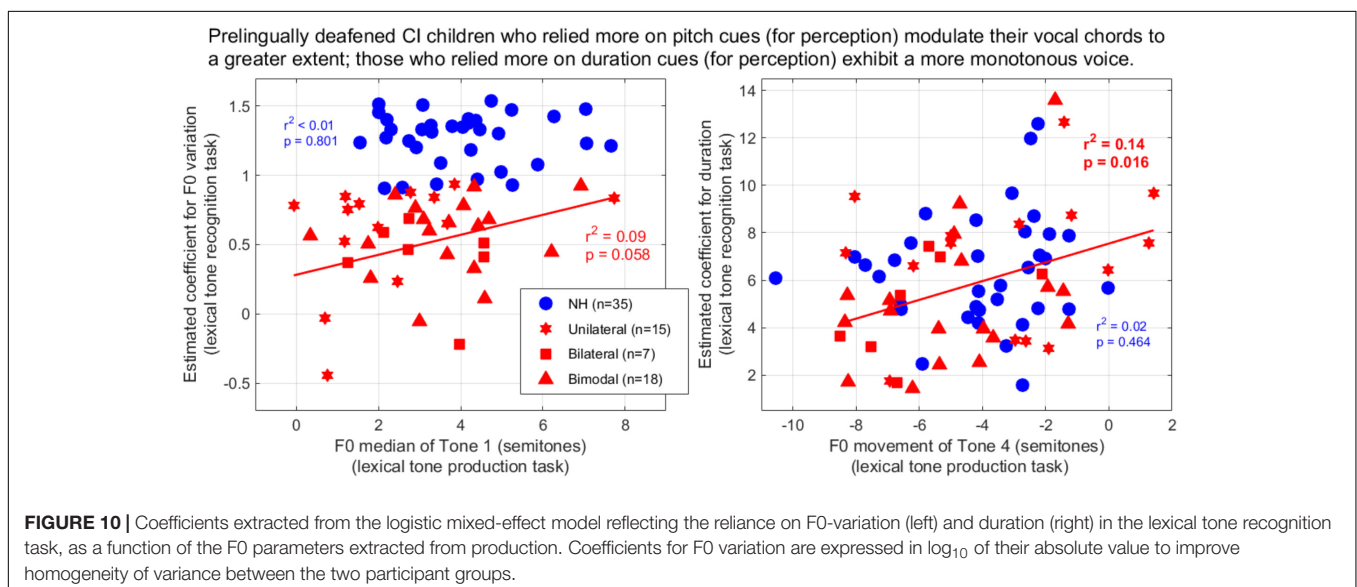 Prelingually deafened CI children who relied more on pitch cues (for perception) modulate their vocal chords to
a greater extent; those who relied more on duration cues (for perception) exhibit a more monotonous voice.
Estimated coefficient for F0 variation
(lexical tone recognition task)
1.5
1
0.5
0
-0.5
r² < 0.01
p = 0.801
r² = 0.09
p = 0.058
NH (n=35)
Unilateral (n=15)
Bilateral (n=7)
Bimodal (n=18)
0 2 4 6 8
F0 median of Tone 1 (semitones)
(lexical tone production task)
Estimated coefficient for duration
(lexical tone recognition task)
14
12
10
8
6
4
2
r² = 0.14
p = 0.016
r² = 0.02
p = 0.464
-10 -8 -6 -4 -2 0 2
F0 movement of Tone 4 (semitones)
(lexical tone production task)
FIGURE 10 | Coefficients extracted from the logistic mixed-effect model reflecting the reliance on F0-variation (left) and duration (right) in the lexical tone recognition
task, as a function of the F0 parameters extracted from production. Coefficients for F0 variation are expressed in log₁₀ of their absolute value to improve
homogeneity of variance between the two participant groups.